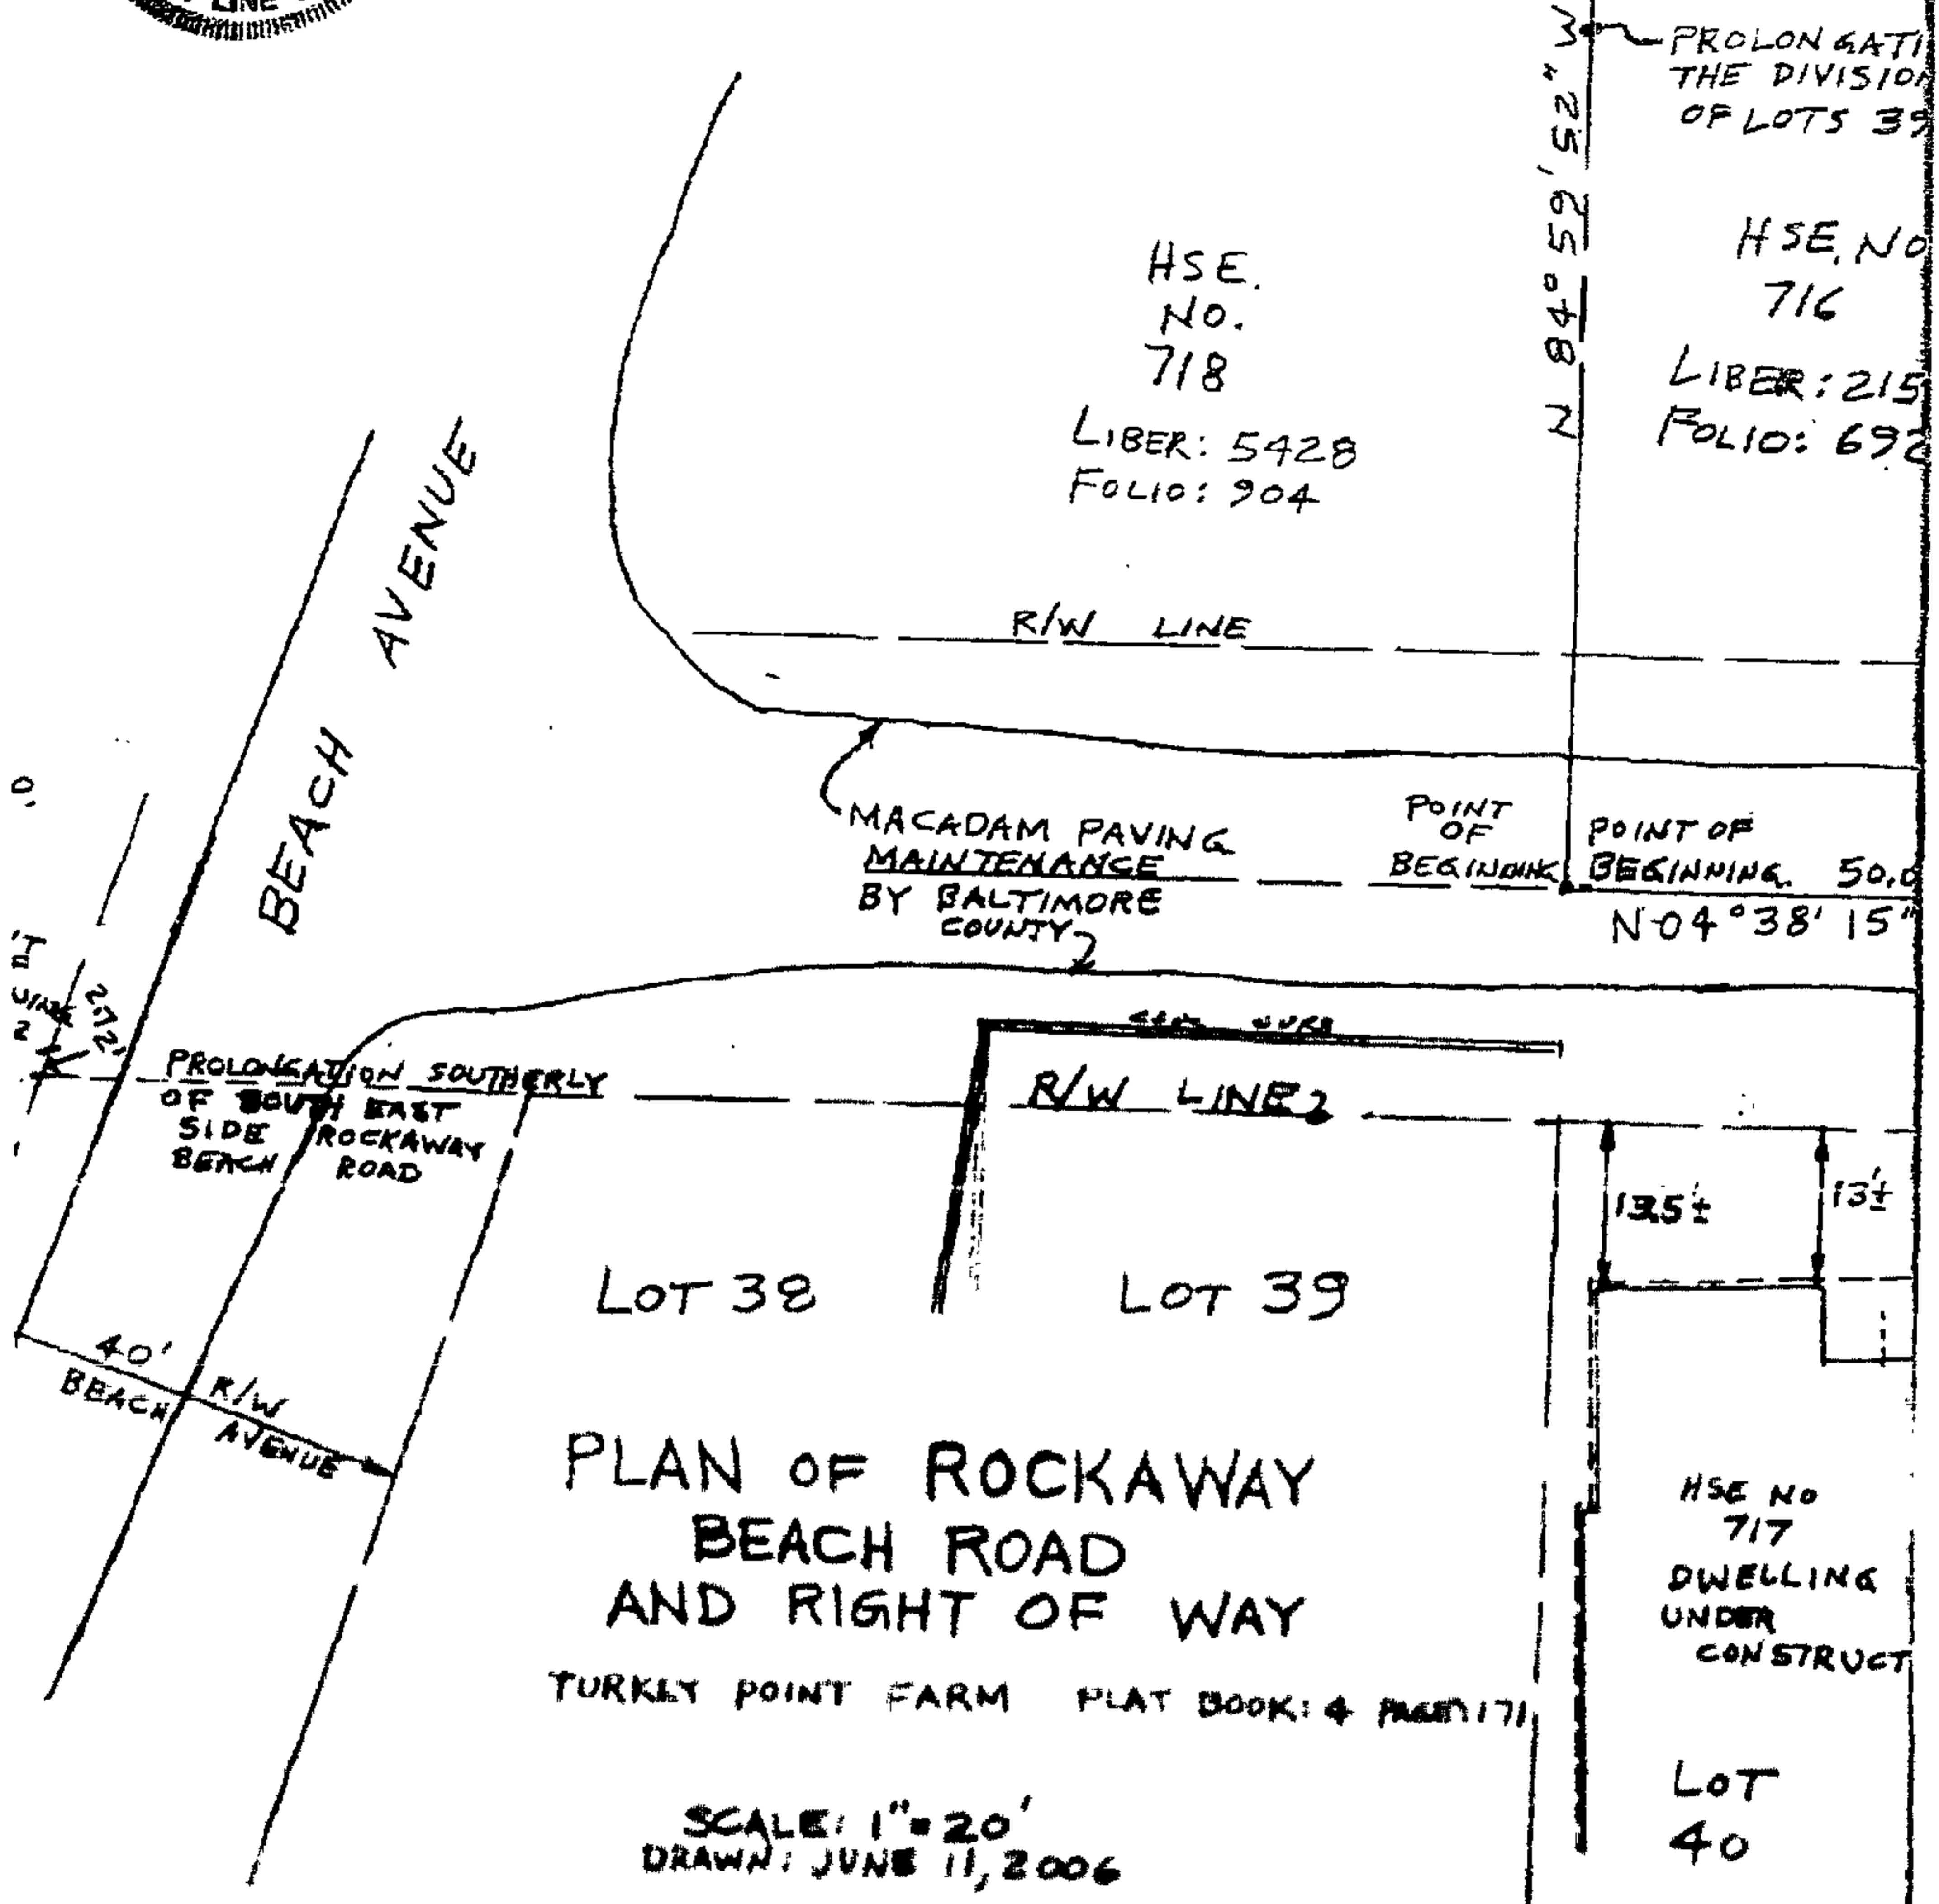 LINE
PROLONGATI
THE DIVISION
OF LOTS 39
N 84° 59' 52" W
HSE.
NO.
718
LIBER: 5428
FOLIO: 904
HSE. NO
716
LIBER: 215
FOLIO: 692
BEACH AVENUE
R/W LINE
MACADAM PAVING
MAINTENANCE
BY BALTIMORE
COUNTY
POINT
OF
BEGINNING
POINT OF
BEGINNING. 50.0
N 04° 38' 15"
CURB
PROLONGATION SOUTHERLY
OF SOUTH EAST
SIDE ROCKAWAY
BEACH ROAD
R/W LINE
13.5'±
13'±
LOT 38
LOT 39
40'
BEACH R/W
AVENUE
PLAN OF ROCKAWAY
BEACH ROAD
AND RIGHT OF WAY
TURKEY POINT FARM PLAT BOOK: 4 PAGE: 171
SCALE: 1" = 20'
DRAWN: JUNE 11, 2006
HSE NO
717
DWELLING
UNDER
CONSTRUCT
LOT
40